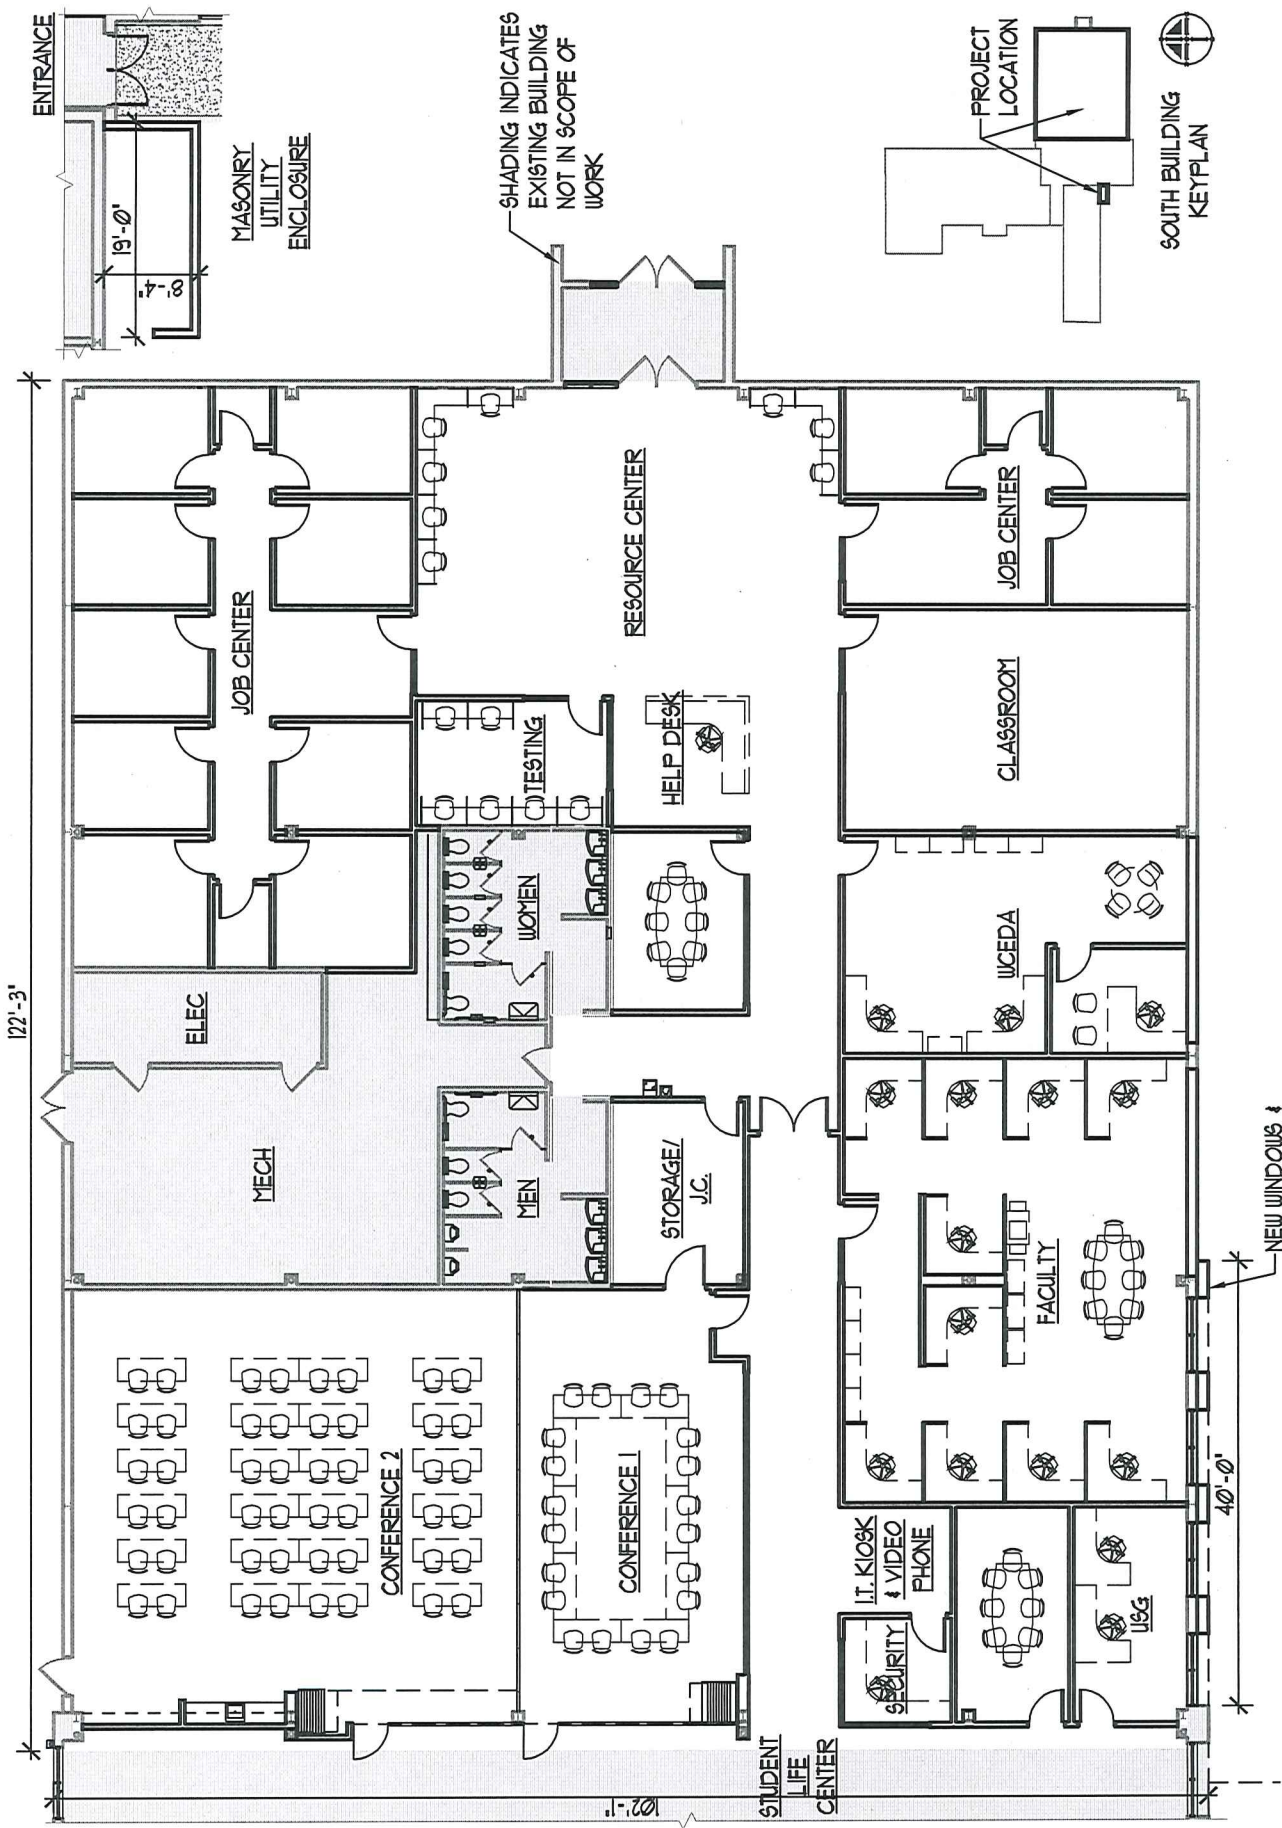 ENTRANCE
19'-0"
8'-4"
MASONRY
UTILITY
ENCLOSURE
SHADING INDICATES
EXISTING BUILDING
NOT IN SCOPE OF
WORK
PROJECT
LOCATION
SOUTH BUILDING
KEYPLAN
122'-3"
JOB CENTER
RESOURCE CENTER
JOB CENTER
TESTING
HELP DESK
CLASSROOM
ELEC
WOMEN
WCEDA
MECH
MEN
STORAGE/
J.C.
FACULTY
NEW WINDOWS &
CONFERENCE 2
CONFERENCE 1
I.T. KIOSK
& VIDEO
PHONE
SECURITY
USG
40'-0"
STUDENT
LIFE
CENTER
102'-1"